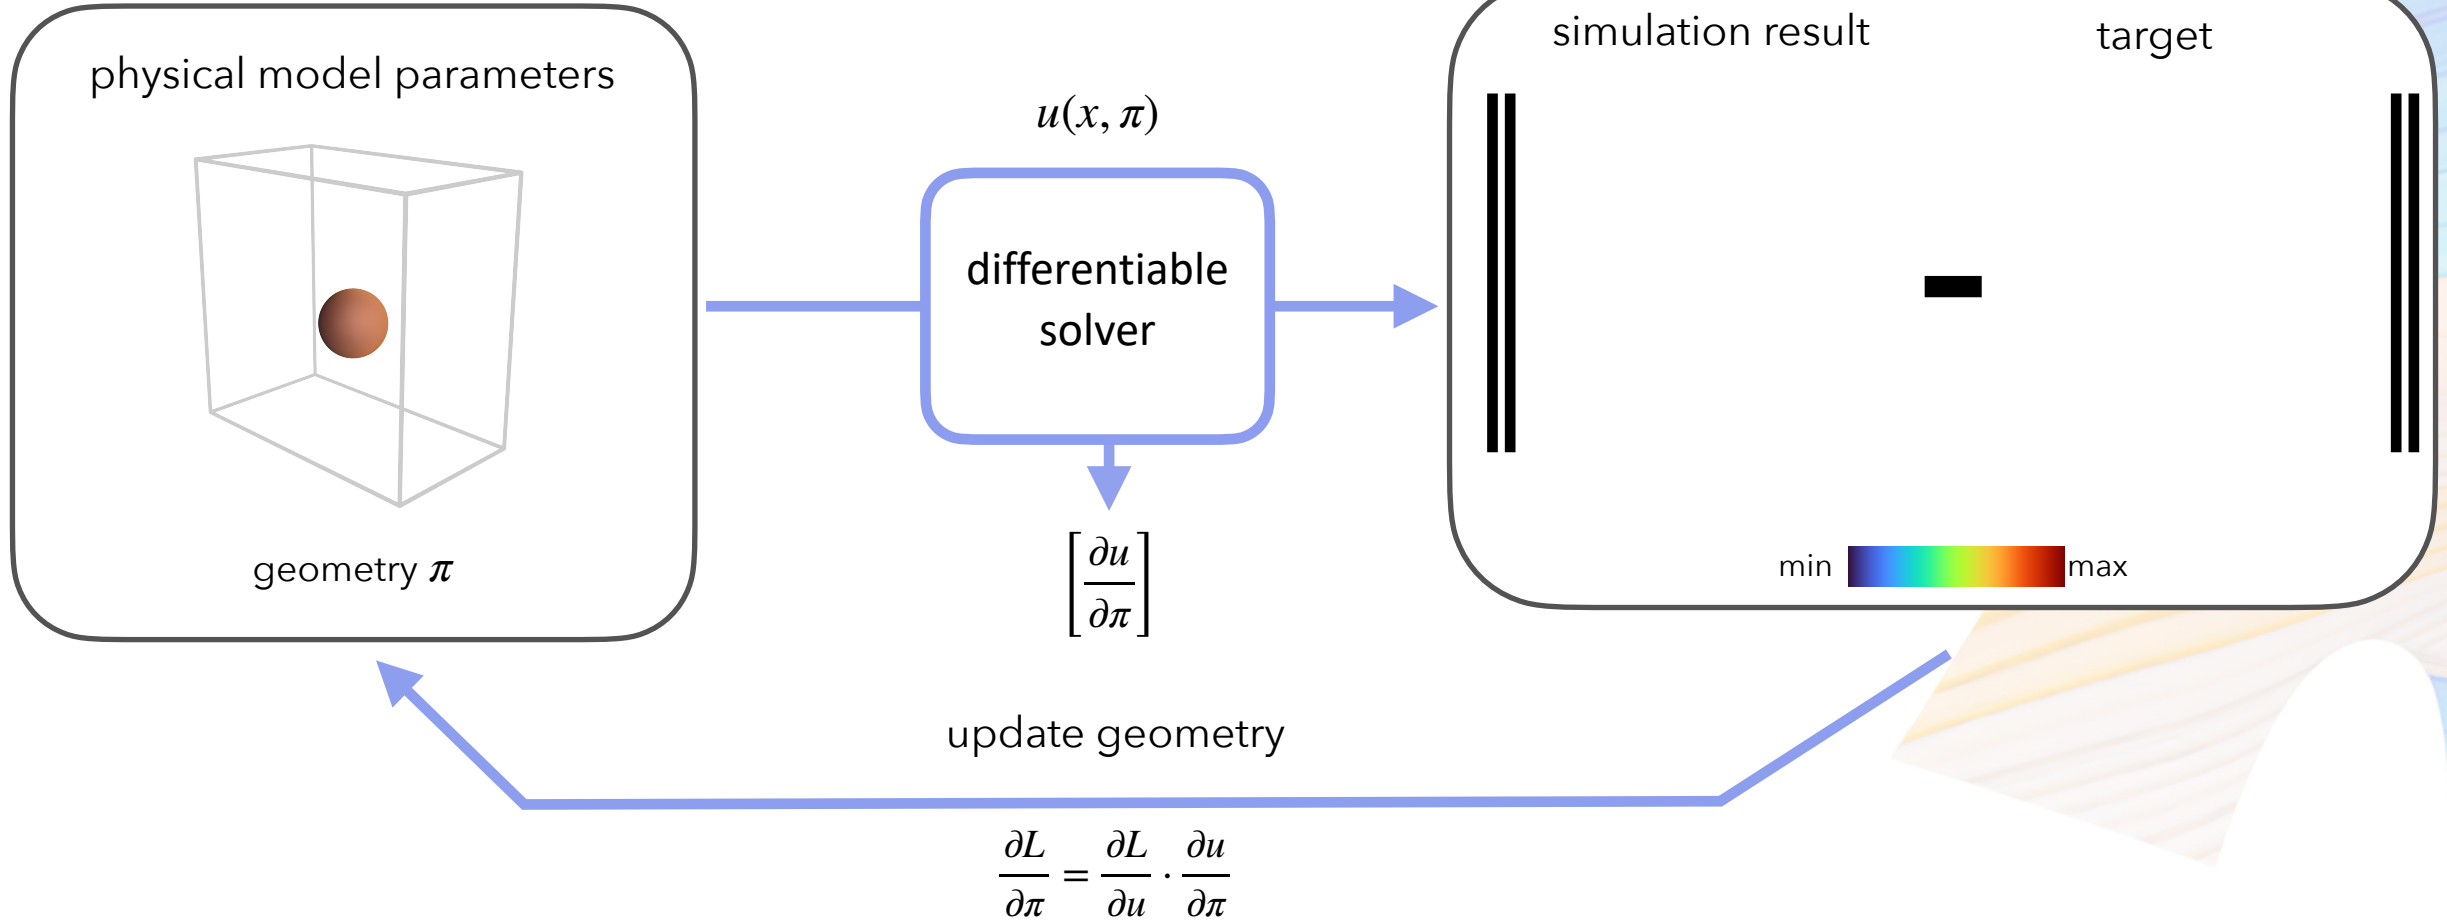 physical model parameters
geometry π
u(x, π)
differentiable
solver
[∂u/∂π]
simulation result
target
min
max
update geometry
∂L/∂π = ∂L/∂u · ∂u/∂π